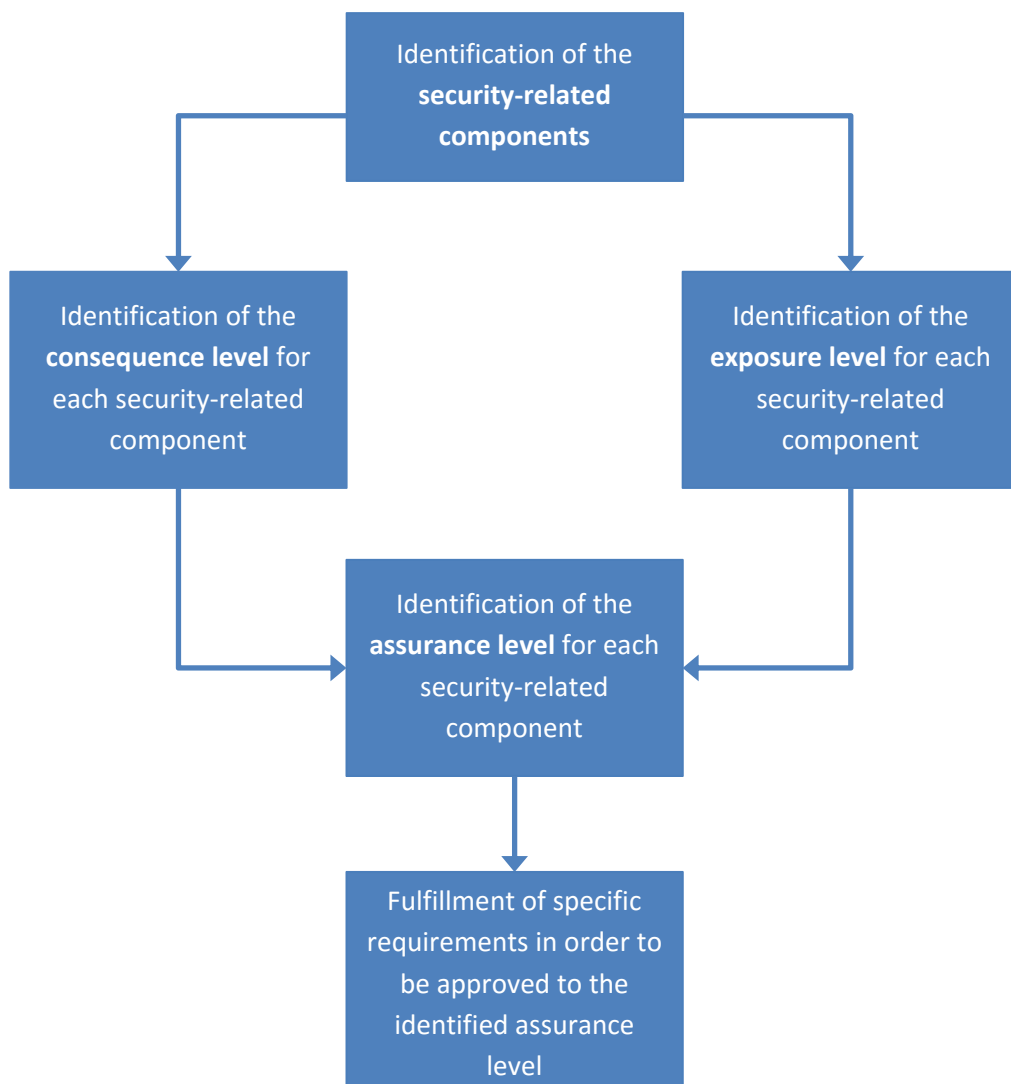 Identification of the
security-related
components
Identification of the
consequence level for
each security-related
component
Identification of the
exposure level for each
security-related
component
Identification of the
assurance level for each
security-related
component
Fulfillment of specific
requirements in order to
be approved to the
identified assurance
level